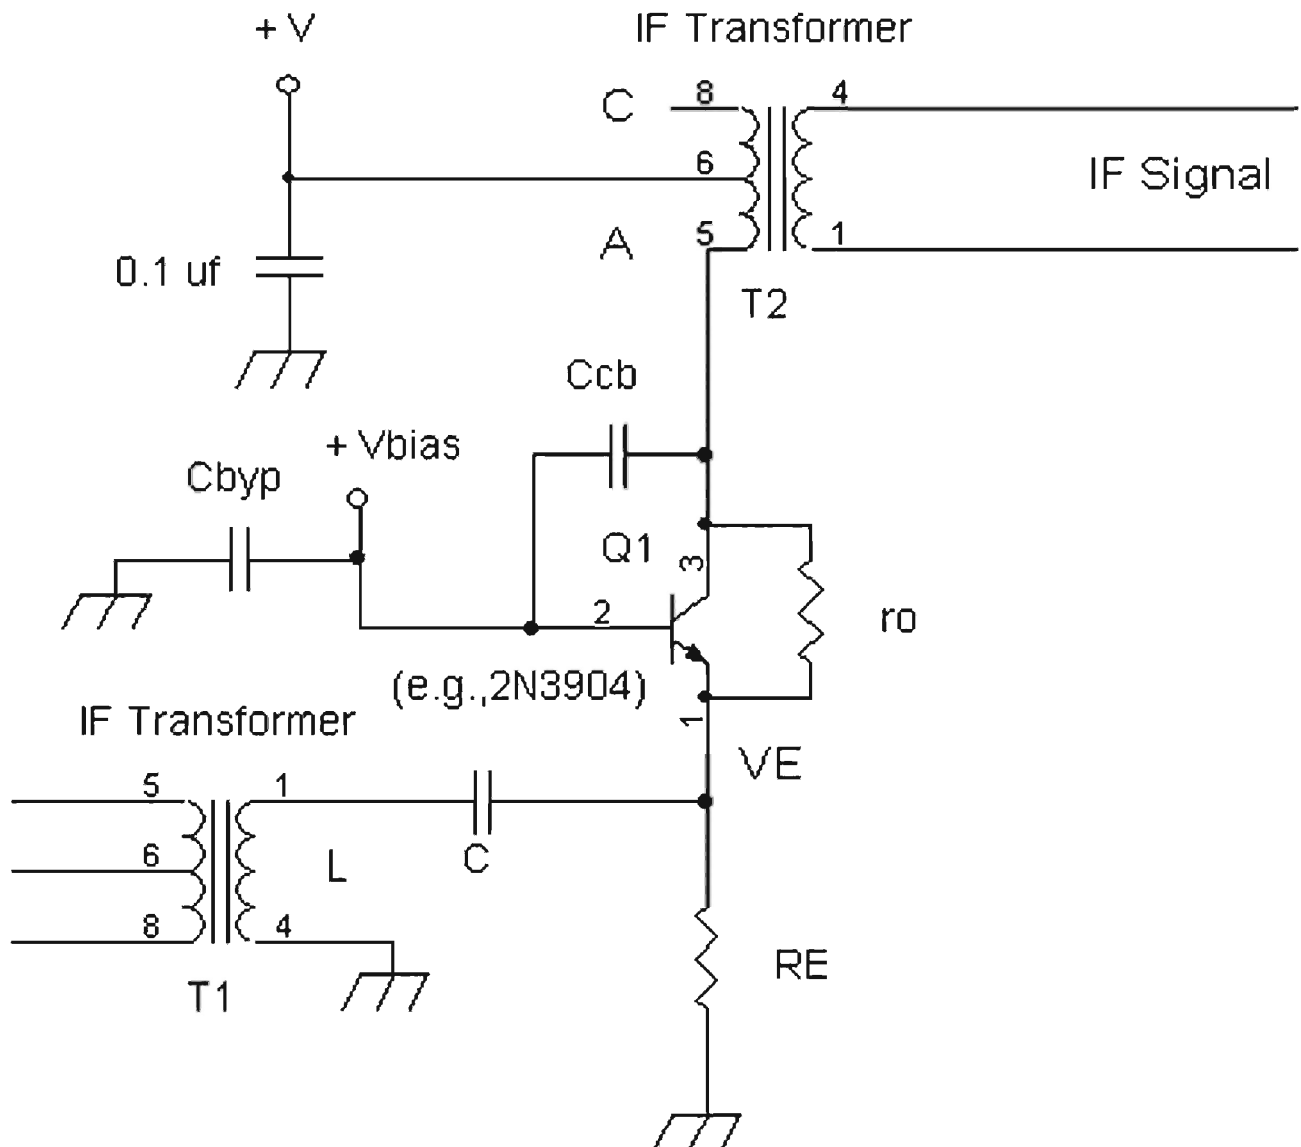 + V
IF Transformer
C
8
4
6
IF Signal
A
5
1
0.1 uf
T2
Ccb
+ Vbias
Cbyp
Q1
3
2
ro
(e.g.,2N3904)
1
IF Transformer
VE
5
1
6
L
C
8
4
RE
T1